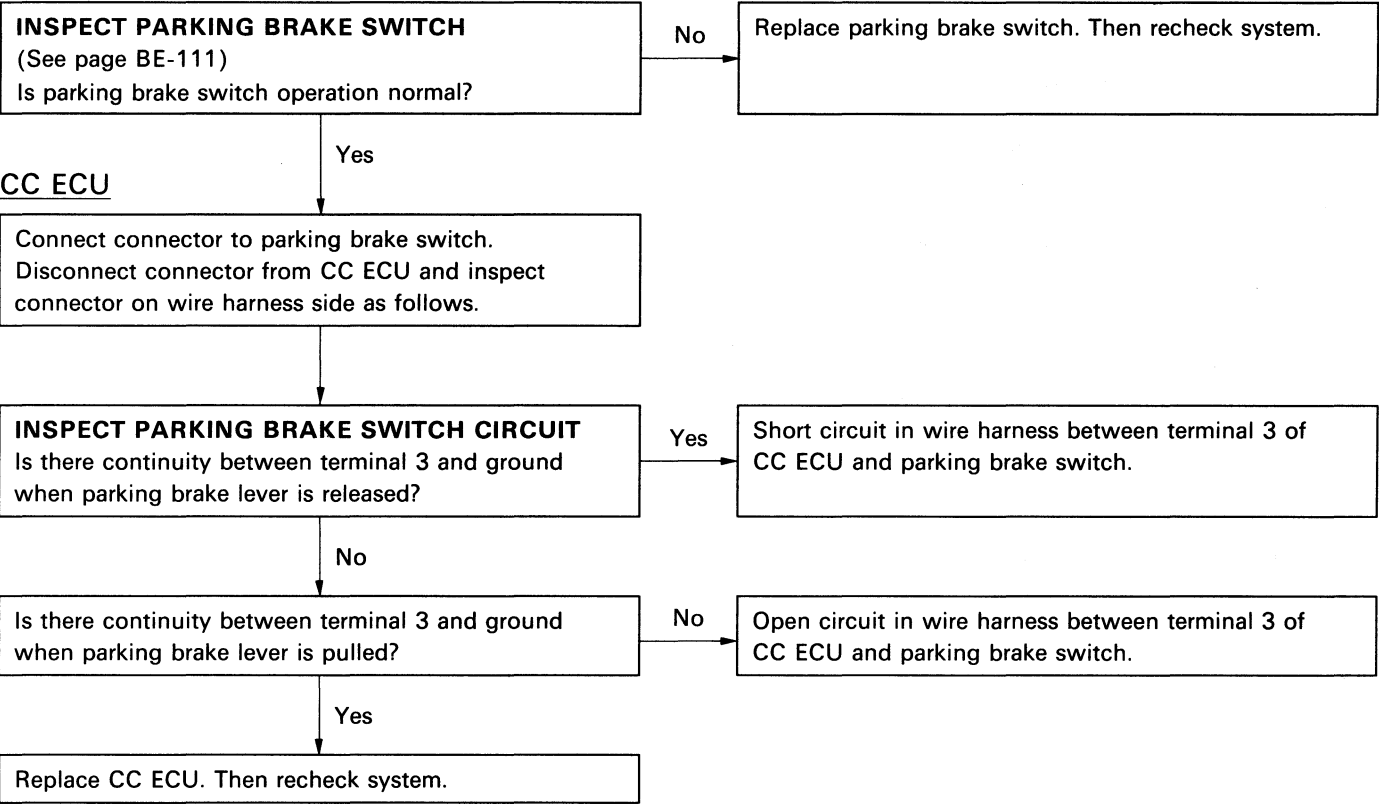 INSPECT PARKING BRAKE SWITCH
(See page BE-111)
Is parking brake switch operation normal?
No
Replace parking brake switch. Then recheck system.
Yes
CC ECU
Connect connector to parking brake switch.
Disconnect connector from CC ECU and inspect
connector on wire harness side as follows.
INSPECT PARKING BRAKE SWITCH CIRCUIT
Is there continuity between terminal 3 and ground
when parking brake lever is released?
Yes
Short circuit in wire harness between terminal 3 of
CC ECU and parking brake switch.
No
Is there continuity between terminal 3 and ground
when parking brake lever is pulled?
No
Open circuit in wire harness between terminal 3 of
CC ECU and parking brake switch.
Yes
Replace CC ECU. Then recheck system.